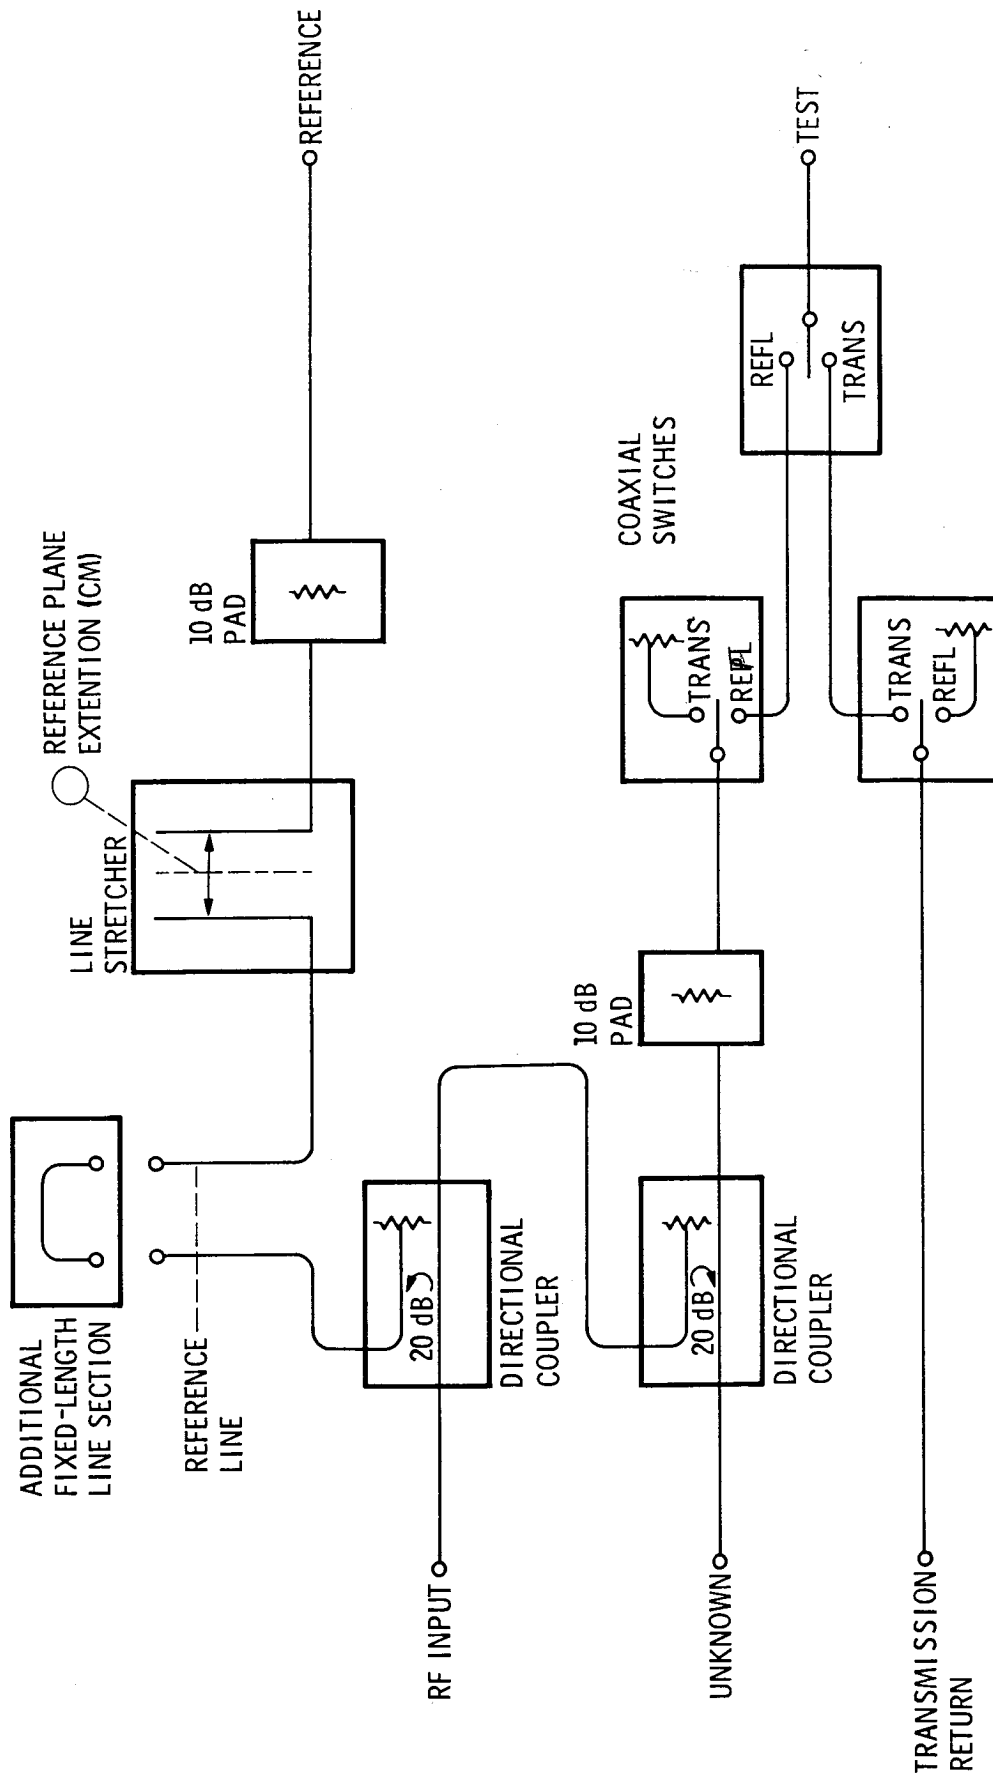 ADDITIONAL
FIXED-LENGTH
LINE SECTION
REFERENCE
LINE
LINE
STRETCHER
REFERENCE PLANE
EXTENTION (CM)
10 dB
PAD
REFERENCE
RF INPUT
20 dB
DIRECTIONAL
COUPLER
UNKNOWN
20 dB
DIRECTIONAL
COUPLER
10 dB
PAD
COAXIAL
SWITCHES
TRANS
REFL
REFL
TRANS
TEST
TRANSMISSION
RETURN
TRANS
REFL